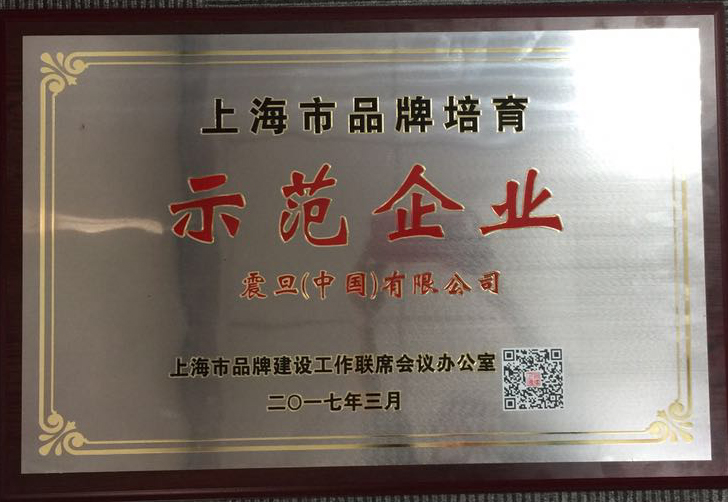 上海市品牌培育
示范企业
震旦(中国)有限公司
上海市品牌建设工作联席会议办公室
二〇一七年三月